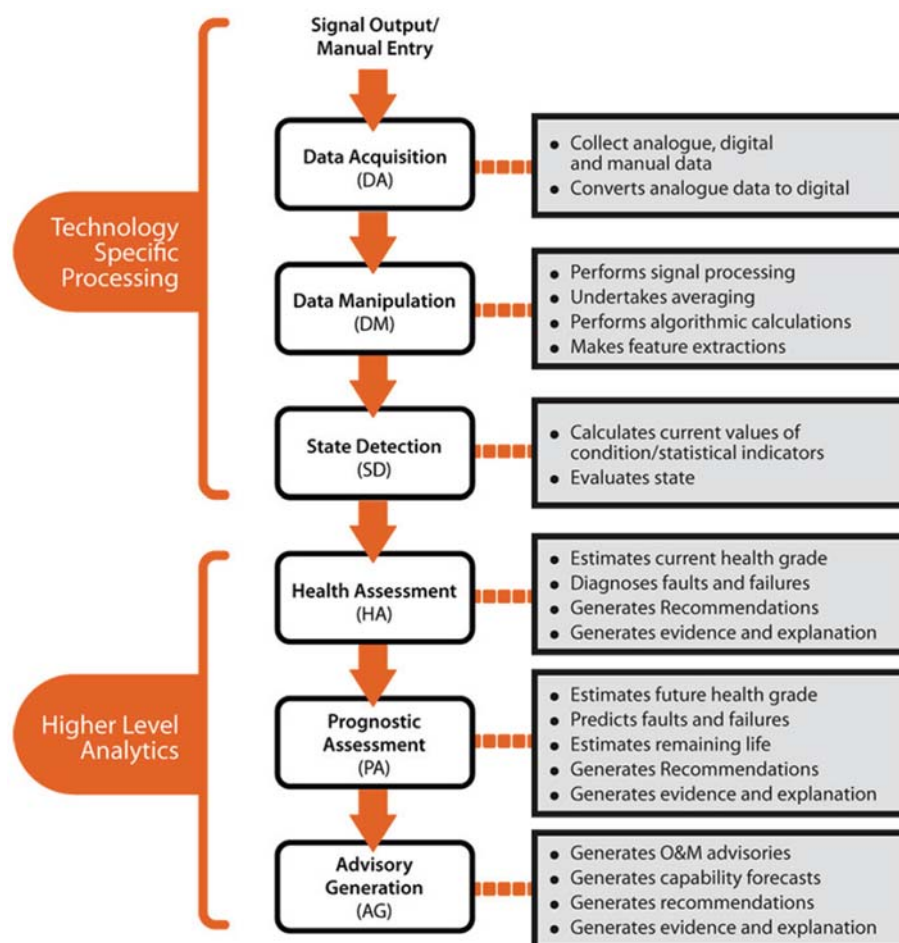 Signal Output/
Manual Entry
Technology
Specific
Processing
Data Acquisition
(DA)
• Collect analogue, digital
and manual data
• Converts analogue data to digital
Data Manipulation
(DM)
• Performs signal processing
• Undertakes averaging
• Performs algorithmic calculations
• Makes feature extractions
State Detection
(SD)
• Calculates current values of
condition/statistical indicators
• Evaluates state
Higher Level
Analytics
Health Assessment
(HA)
• Estimates current health grade
• Diagnoses faults and failures
• Generates Recommendations
• Generates evidence and explanation
Prognostic
Assessment
(PA)
• Estimates future health grade
• Predicts faults and failures
• Estimates remaining life
• Generates Recommendations
• Generates evidence and explanation
Advisory
Generation
(AG)
• Generates O&M advisories
• Generates capability forecasts
• Generates recommendations
• Generates evidence and explanation